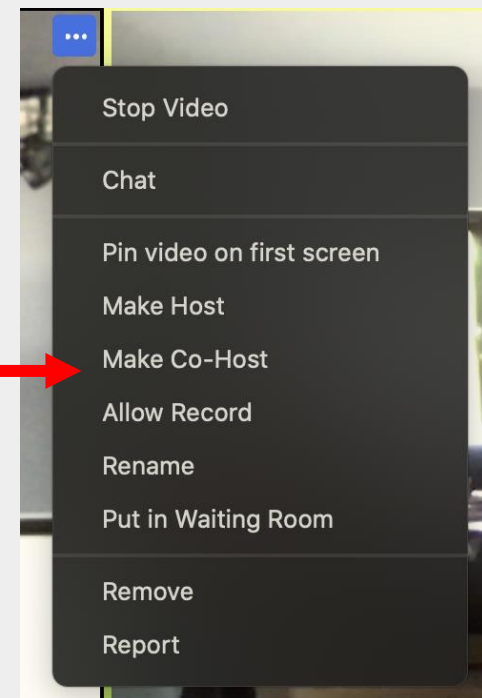 Stop Video
Chat
Pin video on first screen
Make Host
Make Co-Host
Allow Record
Rename
Put in Waiting Room
Remove
Report